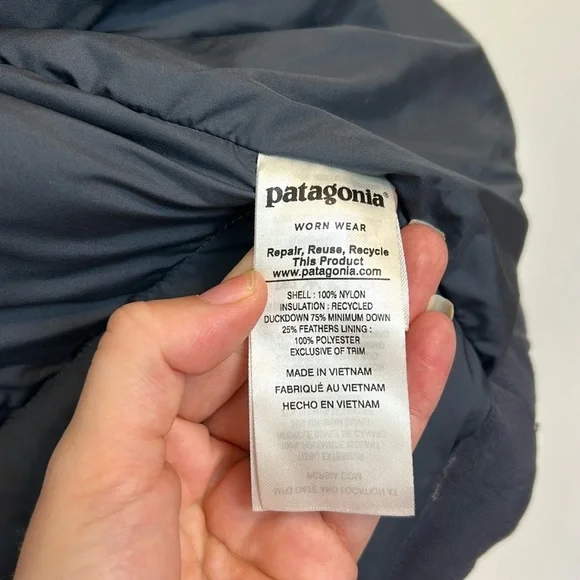 patagonia®
WORN WEAR
Repair, Reuse, Recycle
This Product
www.patagonia.com
SHELL : 100% NYLON
INSULATION : RECYCLED
DUCKDOWN 75% MINIMUM DOWN
25% FEATHERS LINING :
100% POLYESTER
EXCLUSIVE OF TRIM
MADE IN VIETNAM
FABRIQUÉ AU VIETNAM
HECHO EN VIETNAM